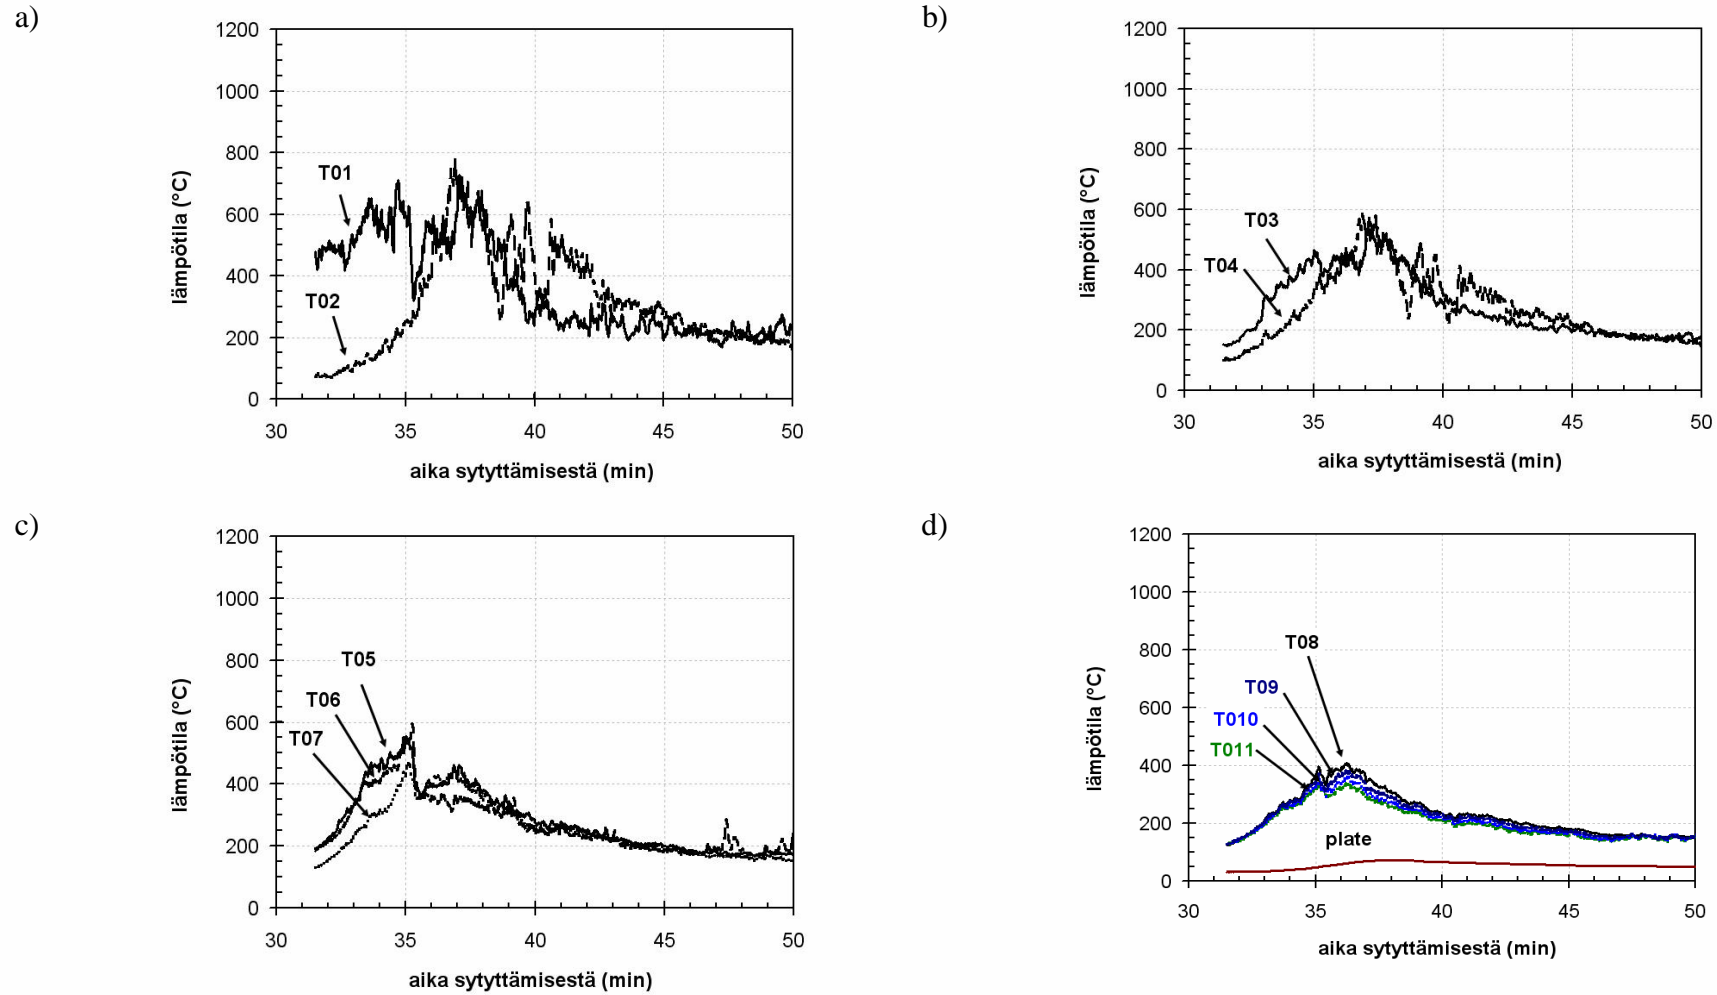 a)
1200
1000
800
600
400
200
0
lämpötila (°C)
T01
T02
30 35 40 45 50
aika sytyttämisestä (min)
b)
1200
1000
800
600
400
200
0
lämpötila (°C)
T03
T04
30 35 40 45 50
aika sytyttämisestä (min)
c)
1200
1000
800
600
400
200
0
lämpötila (°C)
T05
T06
T07
30 35 40 45 50
aika sytyttämisestä (min)
d)
1200
1000
800
600
400
200
0
lämpötila (°C)
T08
T09
T010
T011
plate
30 35 40 45 50
aika sytyttämisestä (min)